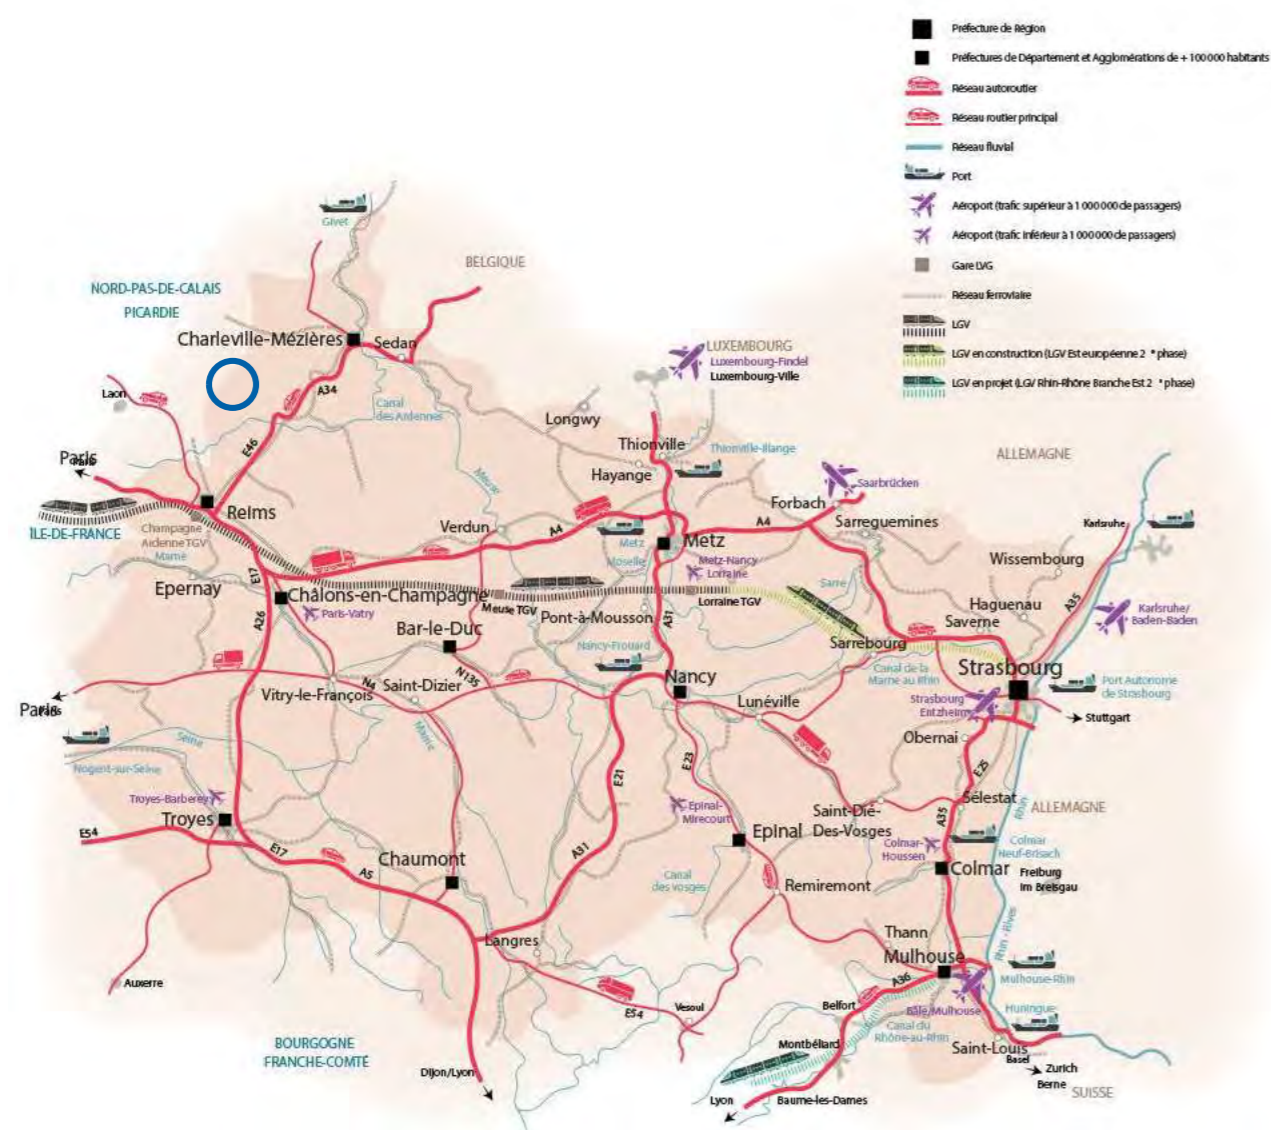 Préfecture de Région
Préfectures de Département et Agglomérations de + 100 000 habitants
Réseau autoroutier
Réseau routier principal
Réseau fluvial
Port
Aéroport (trafic supérieur à 1 000 000 de passagers)
Aéroport (trafic inférieur à 1 000 000 de passagers)
Gare LVG
Réseau ferroviaire
LGV
LGV en construction (LGV Est européenne 2 e phase)
LGV en projet (LGV Rhin-Rhône Branche Est 2 e phase)
Givet
BELGIQUE
NORD-PAS-DE-CALAIS
PICARDIE
Charleville-Mézières
Sedan
LUXEMBOURG
Luxembourg-Findel
Luxembourg-Ville
Laon
A34
Canal
des Ardennes
Longwy
E46
Thionville
Thionville-Illange
ALLEMAGNE
Paris
Hayange
Meuse
Saarbrücken
Forbach
Reims
Sarreguemines
Karlsruhe
ÎLE-DE-FRANCE
Champagne
Ardenne TGV
Marne
Verdun
A4
Metz
Moselle
Metz
A4
Metz-Nancy
Lorraine
Wissembourg
E17
Epernay
Châlons-en-Champagne
Meuse TGV
Lorraine TGV
Sarre
Haguenau
Saverne
A35
Karlsruhe/
Baden-Baden
A26
Paris-Vatry
Pont-à-Mousson
A31
Bar-le-Duc
Nancy-Frouard
Sarrebourg
Canal de la
Marne au Rhin
Strasbourg
N135
N4
Vitry-le-François
Saint-Dizier
Nancy
Lunéville
Port Autonome
de Strasbourg
Strasbourg
Entzheim
Paris
Stuttgart
Marne
Seine
Obernai
Nogent-sur-Seine
E23
E25
E21
Troyes-Barberey
Troyes
Epinal-
Mirecourt
Saint-Dié-
Des-Vosges
Sélestat
Rhin
ALLEMAGNE
A35
E54
Epinal
Colmar-
Houssen
Colmar
Neuf-Brisach
E17
A5
Chaumont
A31
Canal
des Vosges
Remiremont
Colmar
Freiburg
im Breisgau
Langres
Thann
Mulhouse
Rhin - Rives
Auxerre
A36
Mulhouse-Rhin
E54
Vesoul
Belfort
Bâle/Mulhouse
Huningue
Canal du
Rhône-au-Rhin
BOURGOGNE
FRANCHE-COMTÉ
Montbéliard
Saint-Louis
Basel
Zurich
Berne
Dijon/Lyon
SUISSE
Lyon
Baume-les-Dames